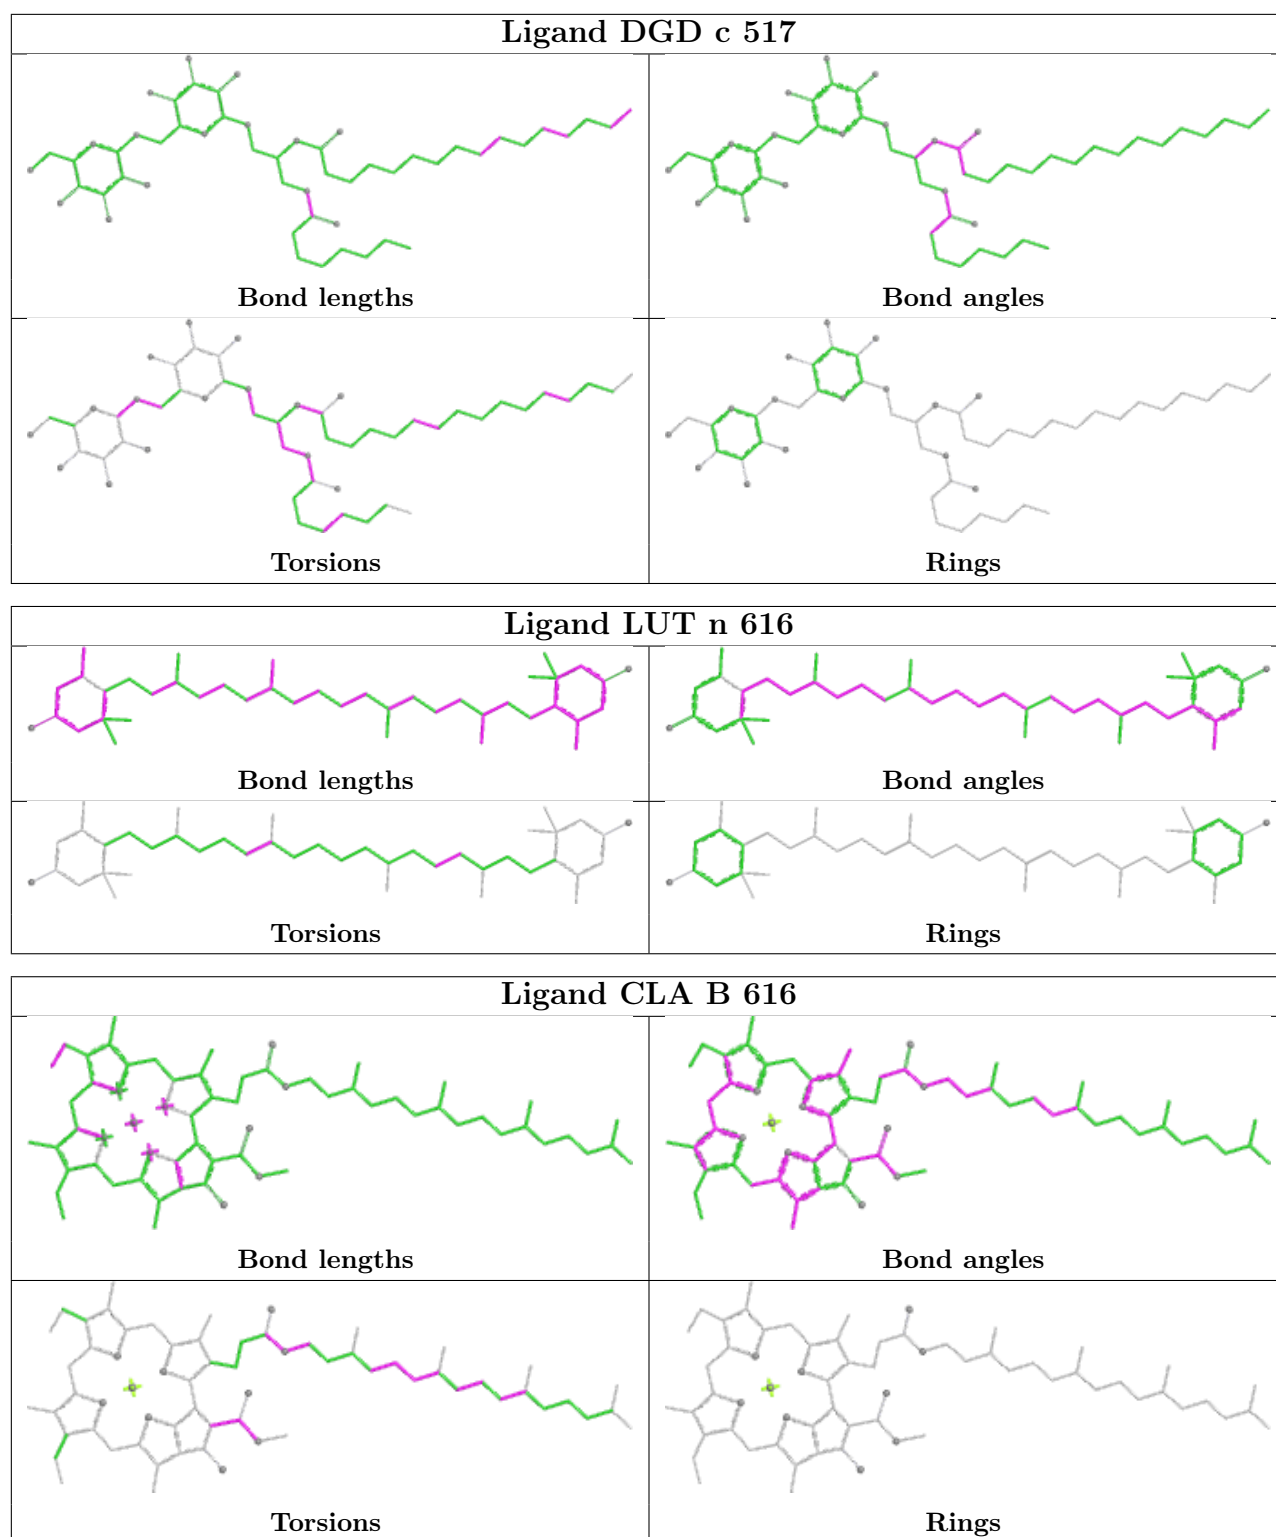 Ligand DGD c 517
Bond lengths
Bond angles
Torsions
Rings
Ligand LUT n 616
Bond lengths
Bond angles
Torsions
Rings
Ligand CLA B 616
Bond lengths
Bond angles
Torsions
Rings